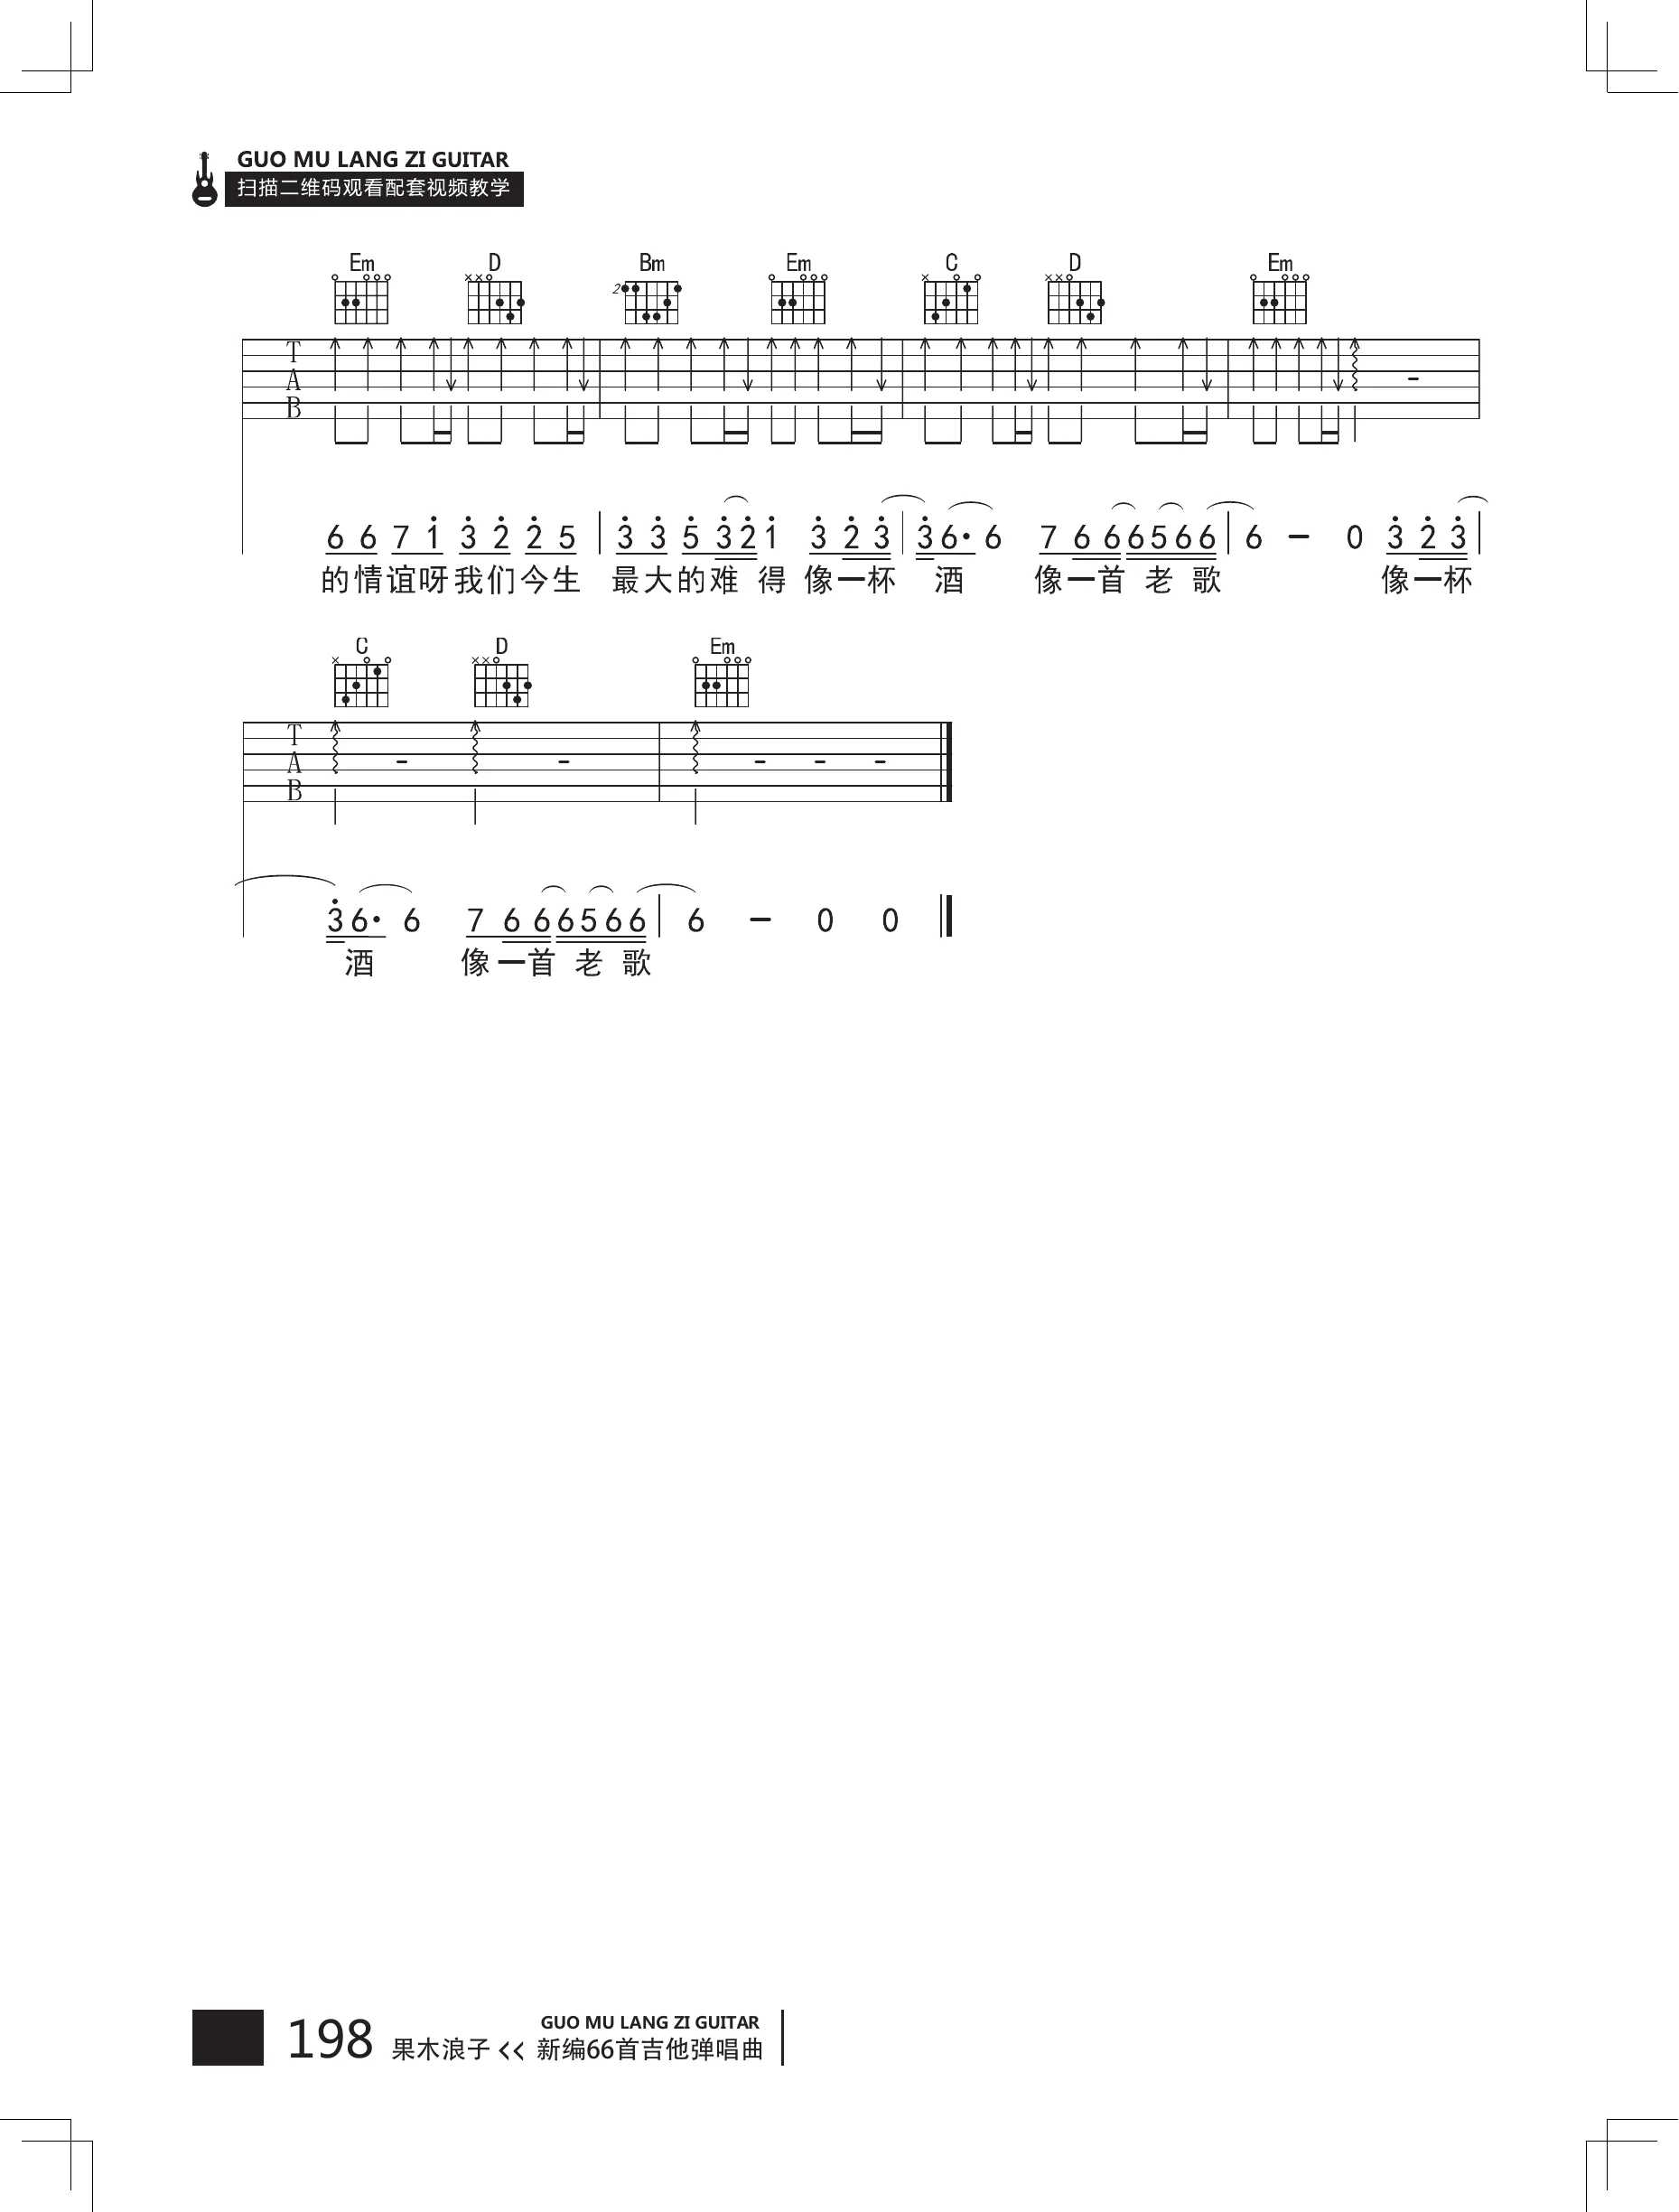 GUO MU LANG ZI GUITAR
扫描二维码观看配套视频教学
Em D Bm Em C D Em
2
T
A
B
6 6 7 1 3 2 2 5 | 3 3 5 3 2 1 3 2 3 | 3 6· 6 7 6 6 6 5 6 6 | 6 – 0 3 2 3 |
的情谊呀我们今生 最大的难 得 像一杯 酒 像一首 老 歌 像一杯
C D Em
T
A
B
3 6· 6 7 6 6 6 5 6 6 | 6 – 0 0
酒 像一首 老 歌
GUO MU LANG ZI GUITAR
198 果木浪子 << 新编66首吉他弹唱曲